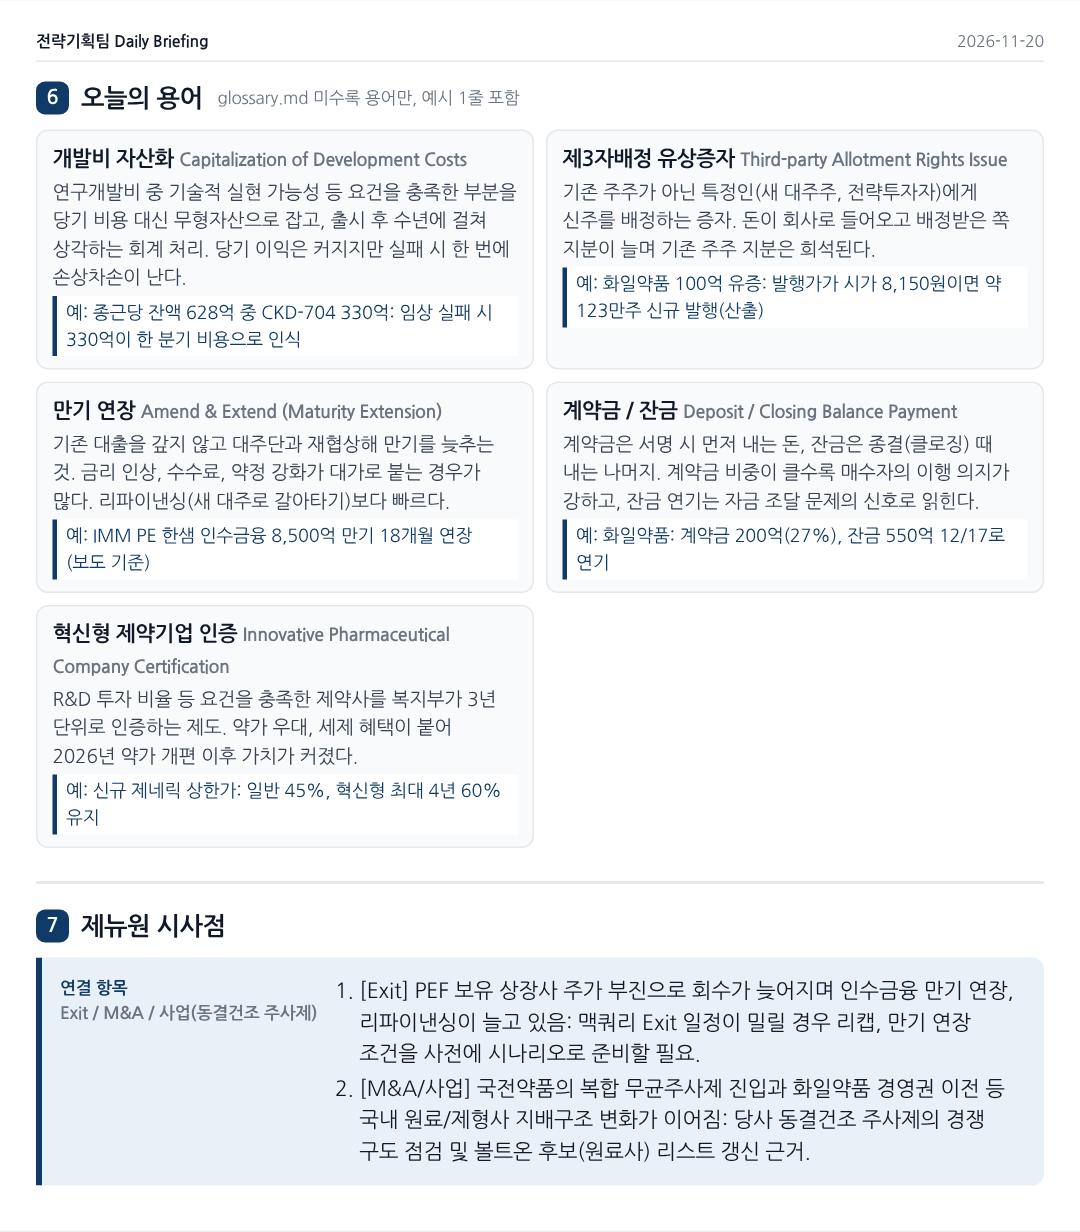 전략기획팀 Daily Briefing
2026-11-20
6 오늘의 용어 glossary.md 미수록 용어만, 예시 1줄 포함
개발비 자산화 Capitalization of Development Costs
연구개발비 중 기술적 실현 가능성 등 요건을 충족한 부분을
당기 비용 대신 무형자산으로 잡고, 출시 후 수년에 걸쳐
상각하는 회계 처리. 당기 이익은 커지지만 실패 시 한 번에
손상차손이 난다.
예: 종근당 잔액 628억 중 CKD-704 330억: 임상 실패 시
330억이 한 분기 비용으로 인식
제3자배정 유상증자 Third-party Allotment Rights Issue
기존 주주가 아닌 특정인(새 대주주, 전략투자자)에게
신주를 배정하는 증자. 돈이 회사로 들어오고 배정받은 쪽
지분이 늘며 기존 주주 지분은 희석된다.
예: 화일약품 100억 유증: 발행가가 시가 8,150원이면 약
123만주 신규 발행(산출)
만기 연장 Amend & Extend (Maturity Extension)
기존 대출을 갚지 않고 대주단과 재협상해 만기를 늦추는
것. 금리 인상, 수수료, 약정 강화가 대가로 붙는 경우가
많다. 리파이낸싱(새 대주로 갈아타기)보다 빠르다.
예: IMM PE 한샘 인수금융 8,500억 만기 18개월 연장
(보도 기준)
계약금 / 잔금 Deposit / Closing Balance Payment
계약금은 서명 시 먼저 내는 돈, 잔금은 종결(클로징) 때
내는 나머지. 계약금 비중이 클수록 매수자의 이행 의지가
강하고, 잔금 연기는 자금 조달 문제의 신호로 읽힌다.
예: 화일약품: 계약금 200억(27%), 잔금 550억 12/17로
연기
혁신형 제약기업 인증 Innovative Pharmaceutical
Company Certification
R&D 투자 비율 등 요건을 충족한 제약사를 복지부가 3년
단위로 인증하는 제도. 약가 우대, 세제 혜택이 붙어
2026년 약가 개편 이후 가치가 커졌다.
예: 신규 제네릭 상한가: 일반 45%, 혁신형 최대 4년 60%
유지
7 제뉴원 시사점
연결 항목
Exit / M&A / 사업(동결건조 주사제)
1. [Exit] PEF 보유 상장사 주가 부진으로 회수가 늦어지며 인수금융 만기 연장,
리파이낸싱이 늘고 있음: 맥쿼리 Exit 일정이 밀릴 경우 리캡, 만기 연장
조건을 사전에 시나리오로 준비할 필요.
2. [M&A/사업] 국전약품의 복합 무균주사제 진입과 화일약품 경영권 이전 등
국내 원료/제형사 지배구조 변화가 이어짐: 당사 동결건조 주사제의 경쟁
구도 점검 및 볼트온 후보(원료사) 리스트 갱신 근거.